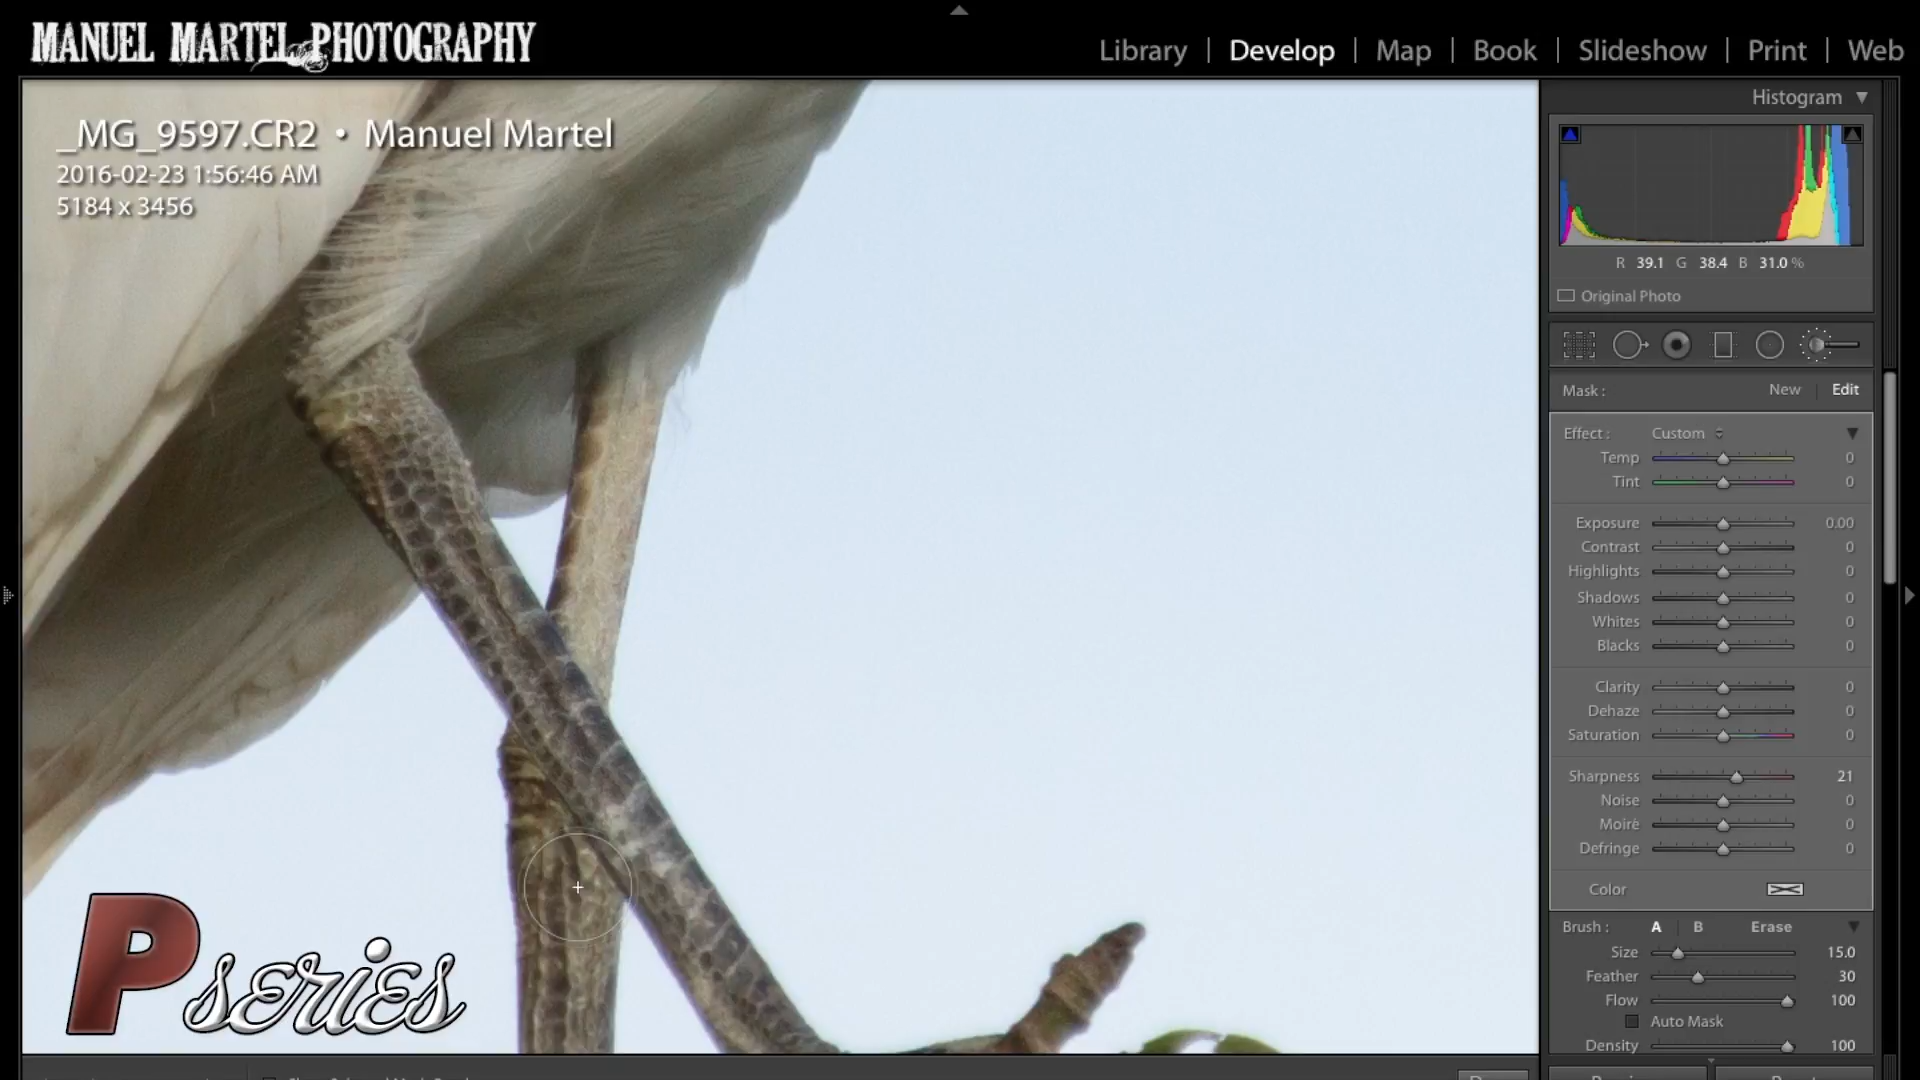 MANUEL MARTEL PHOTOGRAPHY
Library | Develop | Map | Book | Slideshow | Print | Web
_MG_9597.CR2 • Manuel Martel
2016-02-23 1:56:46 AM
5184 x 3456
Pseries
Histogram
R 39.1 G 38.4 B 31.0 %
Original Photo
Mask : New Edit
Effect : Custom
Temp 0
Tint 0
Exposure 0.00
Contrast 0
Highlights 0
Shadows 0
Whites 0
Blacks 0
Clarity 0
Dehaze 0
Saturation 0
Sharpness 21
Noise 0
Moiré 0
Defringe 0
Color
Brush : A B Erase
Size 15.0
Feather 30
Flow 100
Auto Mask
Density 100